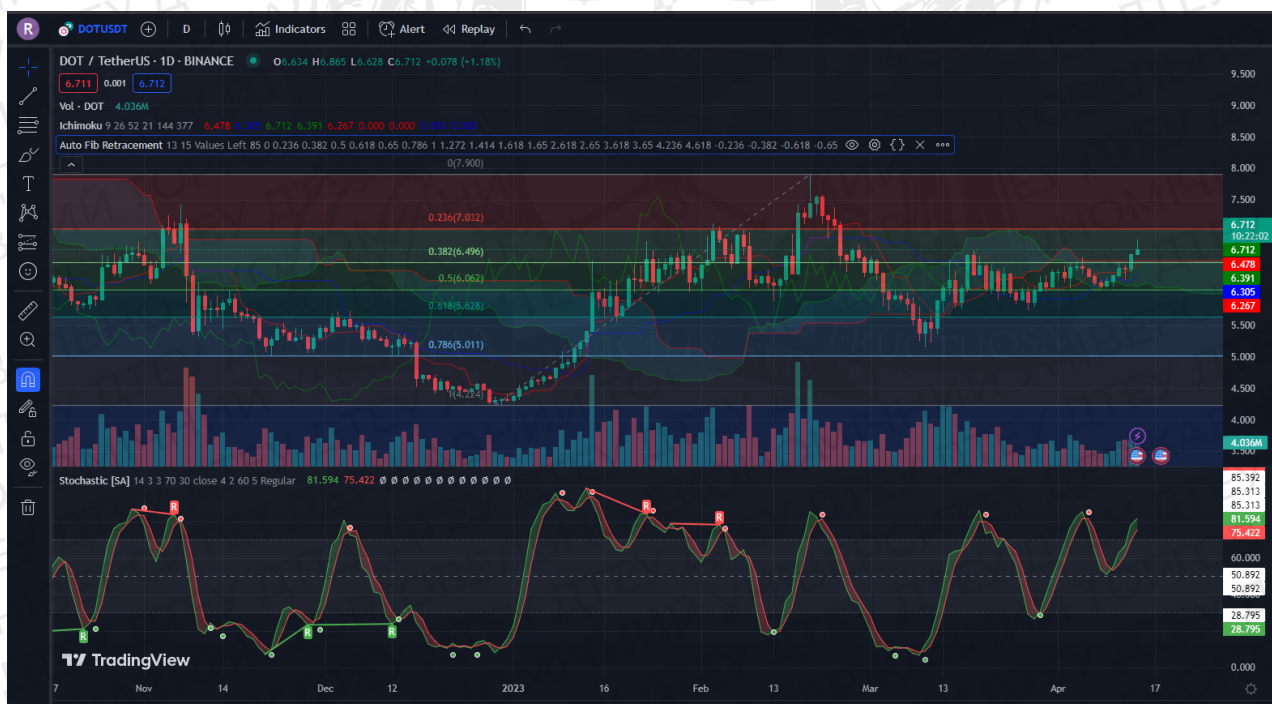 R DOTUSDT D Indicators Alert Replay
DOT / TetherUS · 1D · BINANCE O6.634 H6.865 L6.628 C6.712 +0.078 (+1.18%)
6.711 0.001 6.712
Vol · DOT 4.036M
Ichimoku 9 26 52 21 144 377 6.478 6.305 6.712 6.391 6.267 0.000 0.000 0.000 0.000
Auto Fib Retracement 13 15 Values Left 85 0 0.236 0.382 0.5 0.618 0.65 0.786 1 1.272 1.414 1.618 1.65 2.618 2.65 3.618 3.65 4.236 4.618 -0.236 -0.382 -0.618 -0.65
0(7.900)
0.236(7.032)
0.382(6.496)
0.5(6.062)
0.618(5.628)
0.786(5.011)
1(4.224)
9.500
9.000
8.500
8.000
7.500
6.712
10:22:02
6.712
6.478
6.391
6.305
6.267
5.500
5.000
4.500
4.000
4.036M
3.500
Stochastic [SA] 14 3 3 70 30 close 4 2 60 5 Regular 81.594 75.422 Ø Ø Ø Ø Ø Ø Ø Ø Ø Ø Ø Ø
R
R
R
R
R
R
R
85.392
85.313
85.313
81.594
75.422
60.000
50.892
50.892
28.795
28.795
0.000
TradingView
7 Nov 14 Dec 12 2023 16 Feb 13 Mar 13 Apr 17